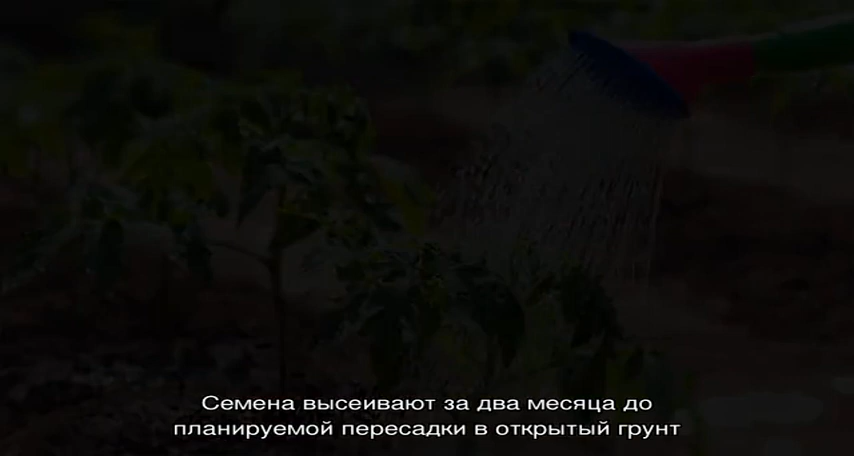 Семена высеивают за два месяца до
планируемой пересадки в открытый грунт